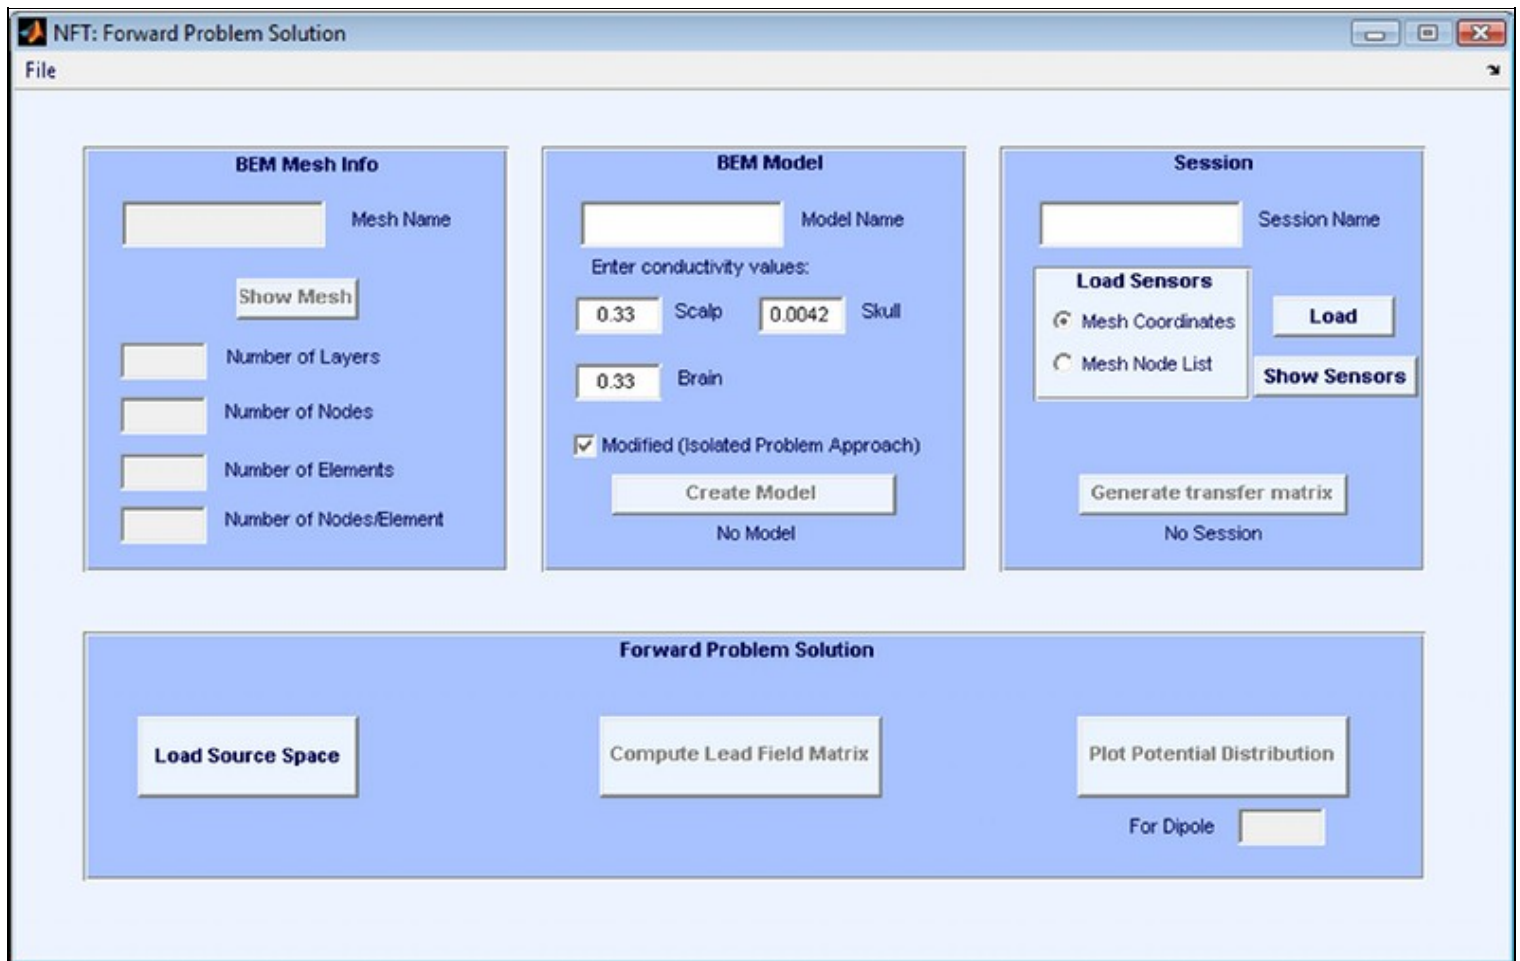 NFT: Forward Problem Solution
File
BEM Mesh Info
Mesh Name
Show Mesh
Number of Layers
Number of Nodes
Number of Elements
Number of Nodes/Element
BEM Model
Model Name
Enter conductivity values:
0.33 Scalp 0.0042 Skull
0.33 Brain
Modified (Isolated Problem Approach)
Create Model
No Model
Session
Session Name
Load Sensors
Mesh Coordinates
Mesh Node List
Load
Show Sensors
Generate transfer matrix
No Session
Forward Problem Solution
Load Source Space
Compute Lead Field Matrix
Plot Potential Distribution
For Dipole